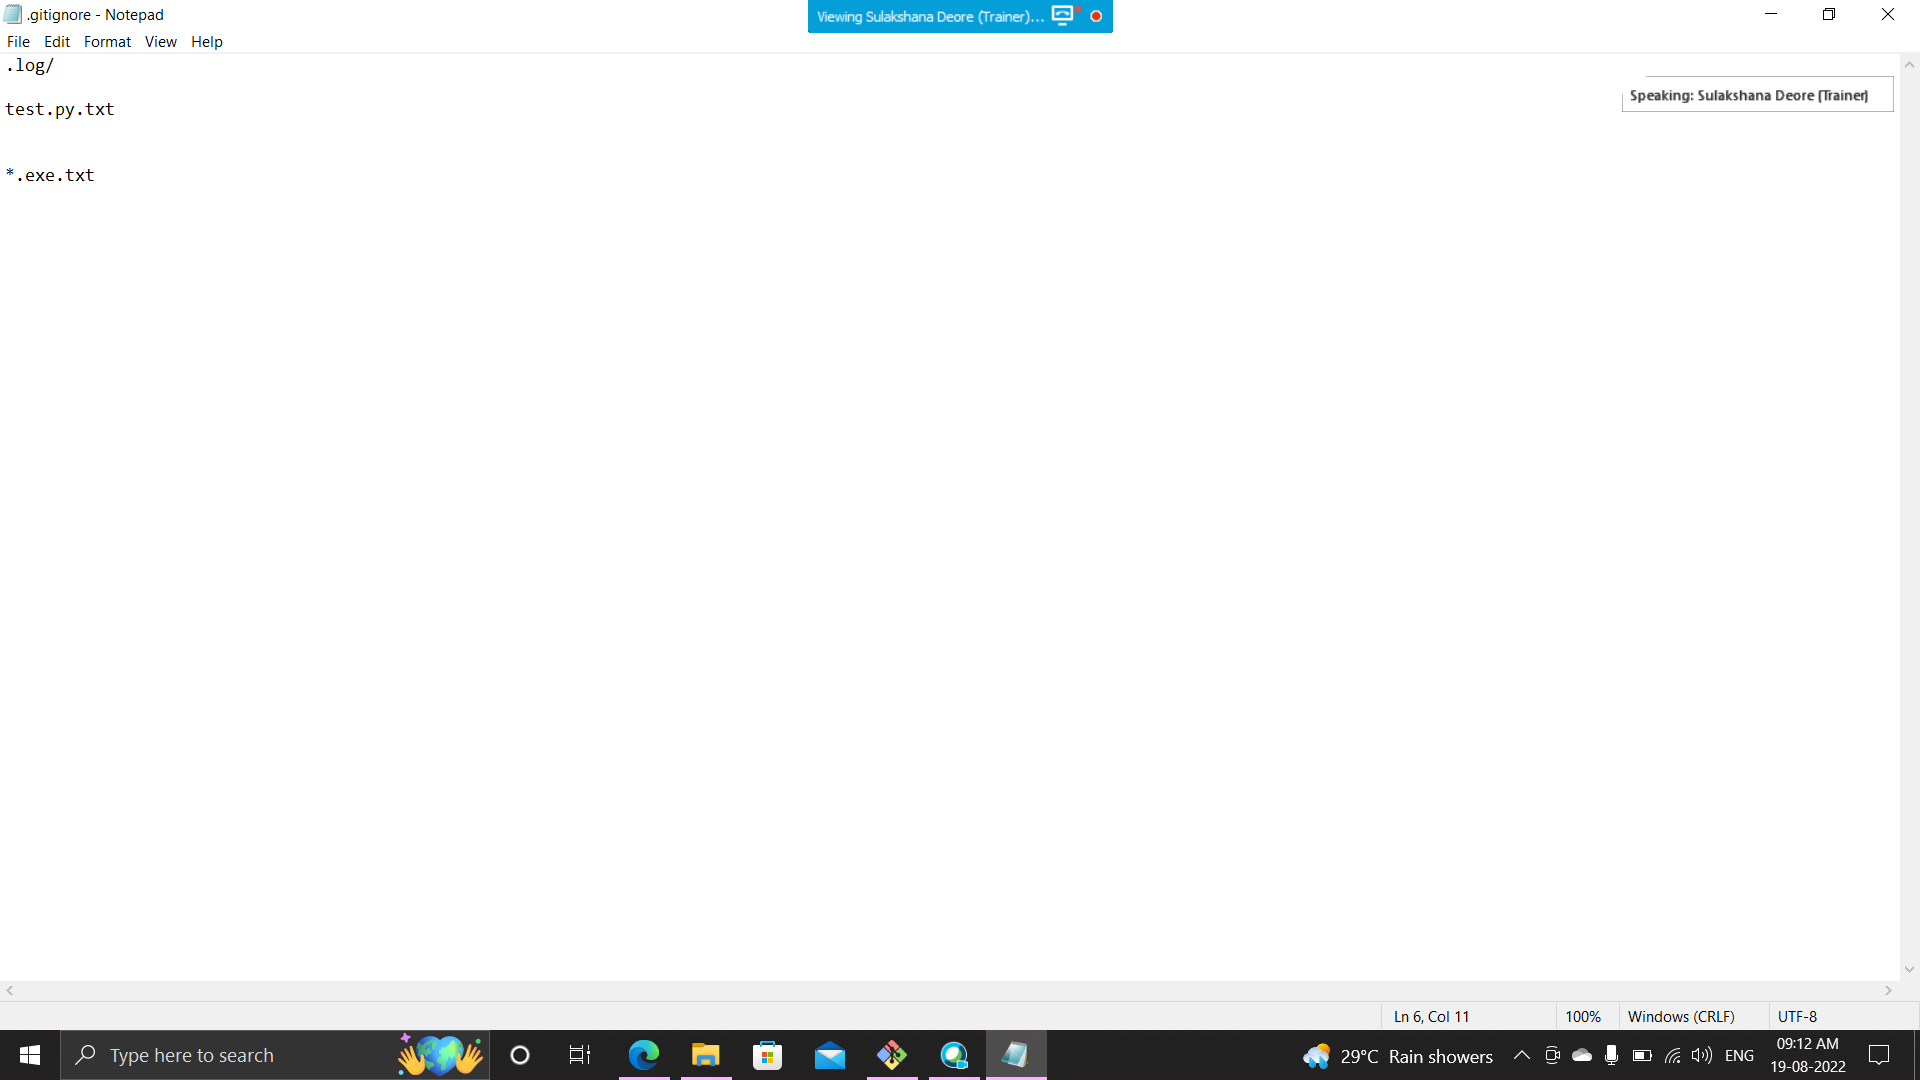 .gitignore - Notepad
Viewing Sulakshana Deore (Trainer)...
File Edit Format View Help
.log/
Speaking: Sulakshana Deore (Trainer)
test.py.txt
*.exe.txt
Ln 6, Col 11 100% Windows (CRLF) UTF-8
Type here to search
29°C Rain showers
ENG
09:12 AM
19-08-2022